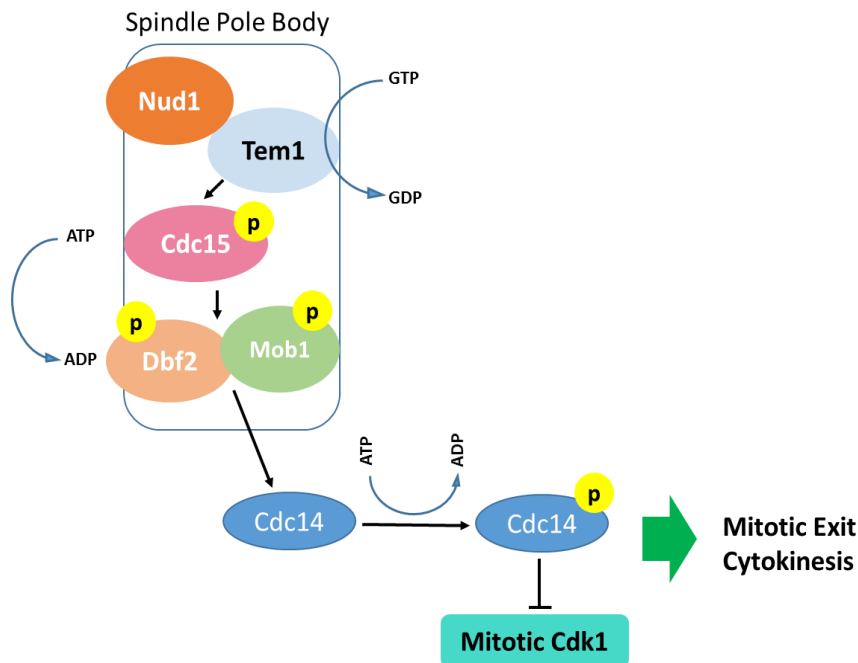 Spindle Pole Body
Nud1
GTP
Tem1
GDP
p
ATP
Cdc15
p
p
ADP
Dbf2
Mob1
ATP
ADP
p
Cdc14
Cdc14
Mitotic Exit
Cytokinesis
Mitotic Cdk1